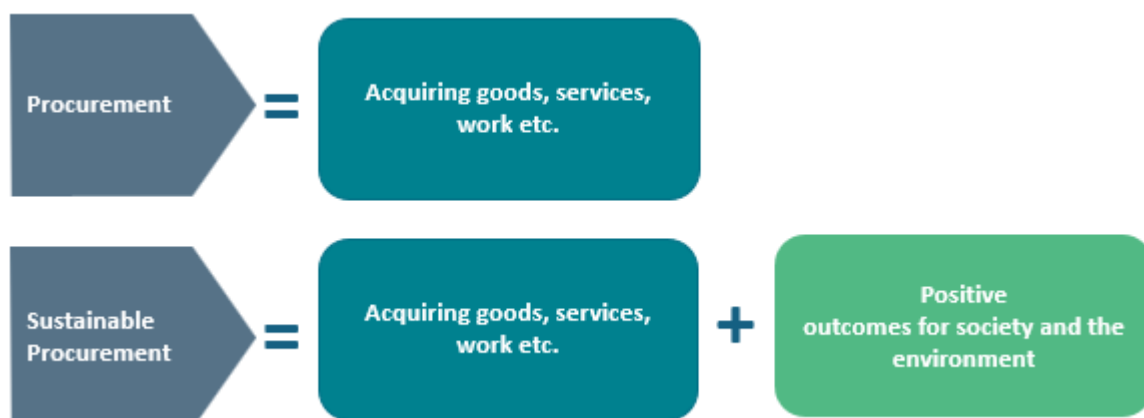 Procurement
=
Acquiring goods, services,
work etc.
Sustainable
Procurement
=
Acquiring goods, services,
work etc.
+
Positive
outcomes for society and the
environment